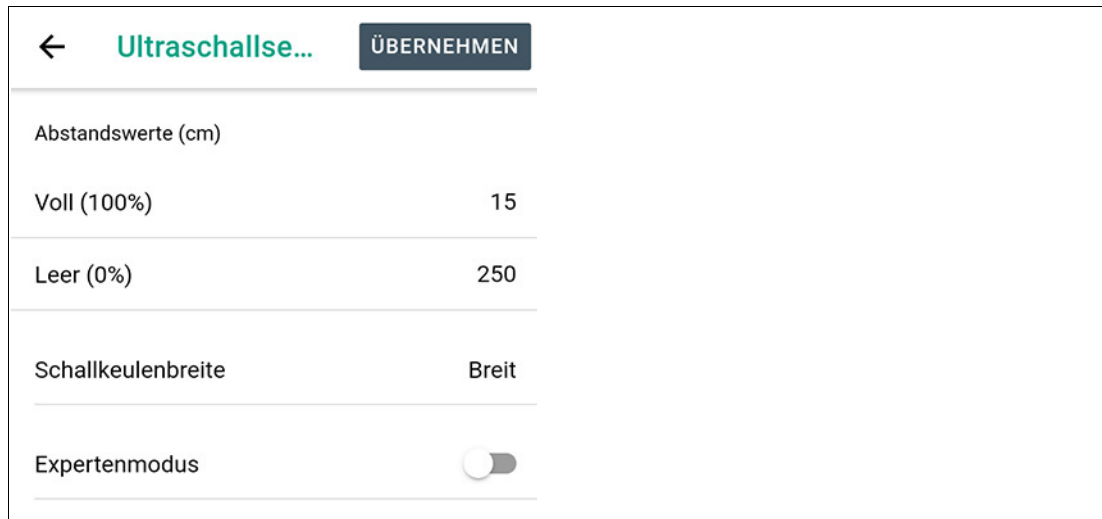 Ultraschallse... ÜBERNEHMEN
Abstandswerte (cm)
Voll (100%) 15
Leer (0%) 250
Schallkeulenbreite Breit
Expertenmodus